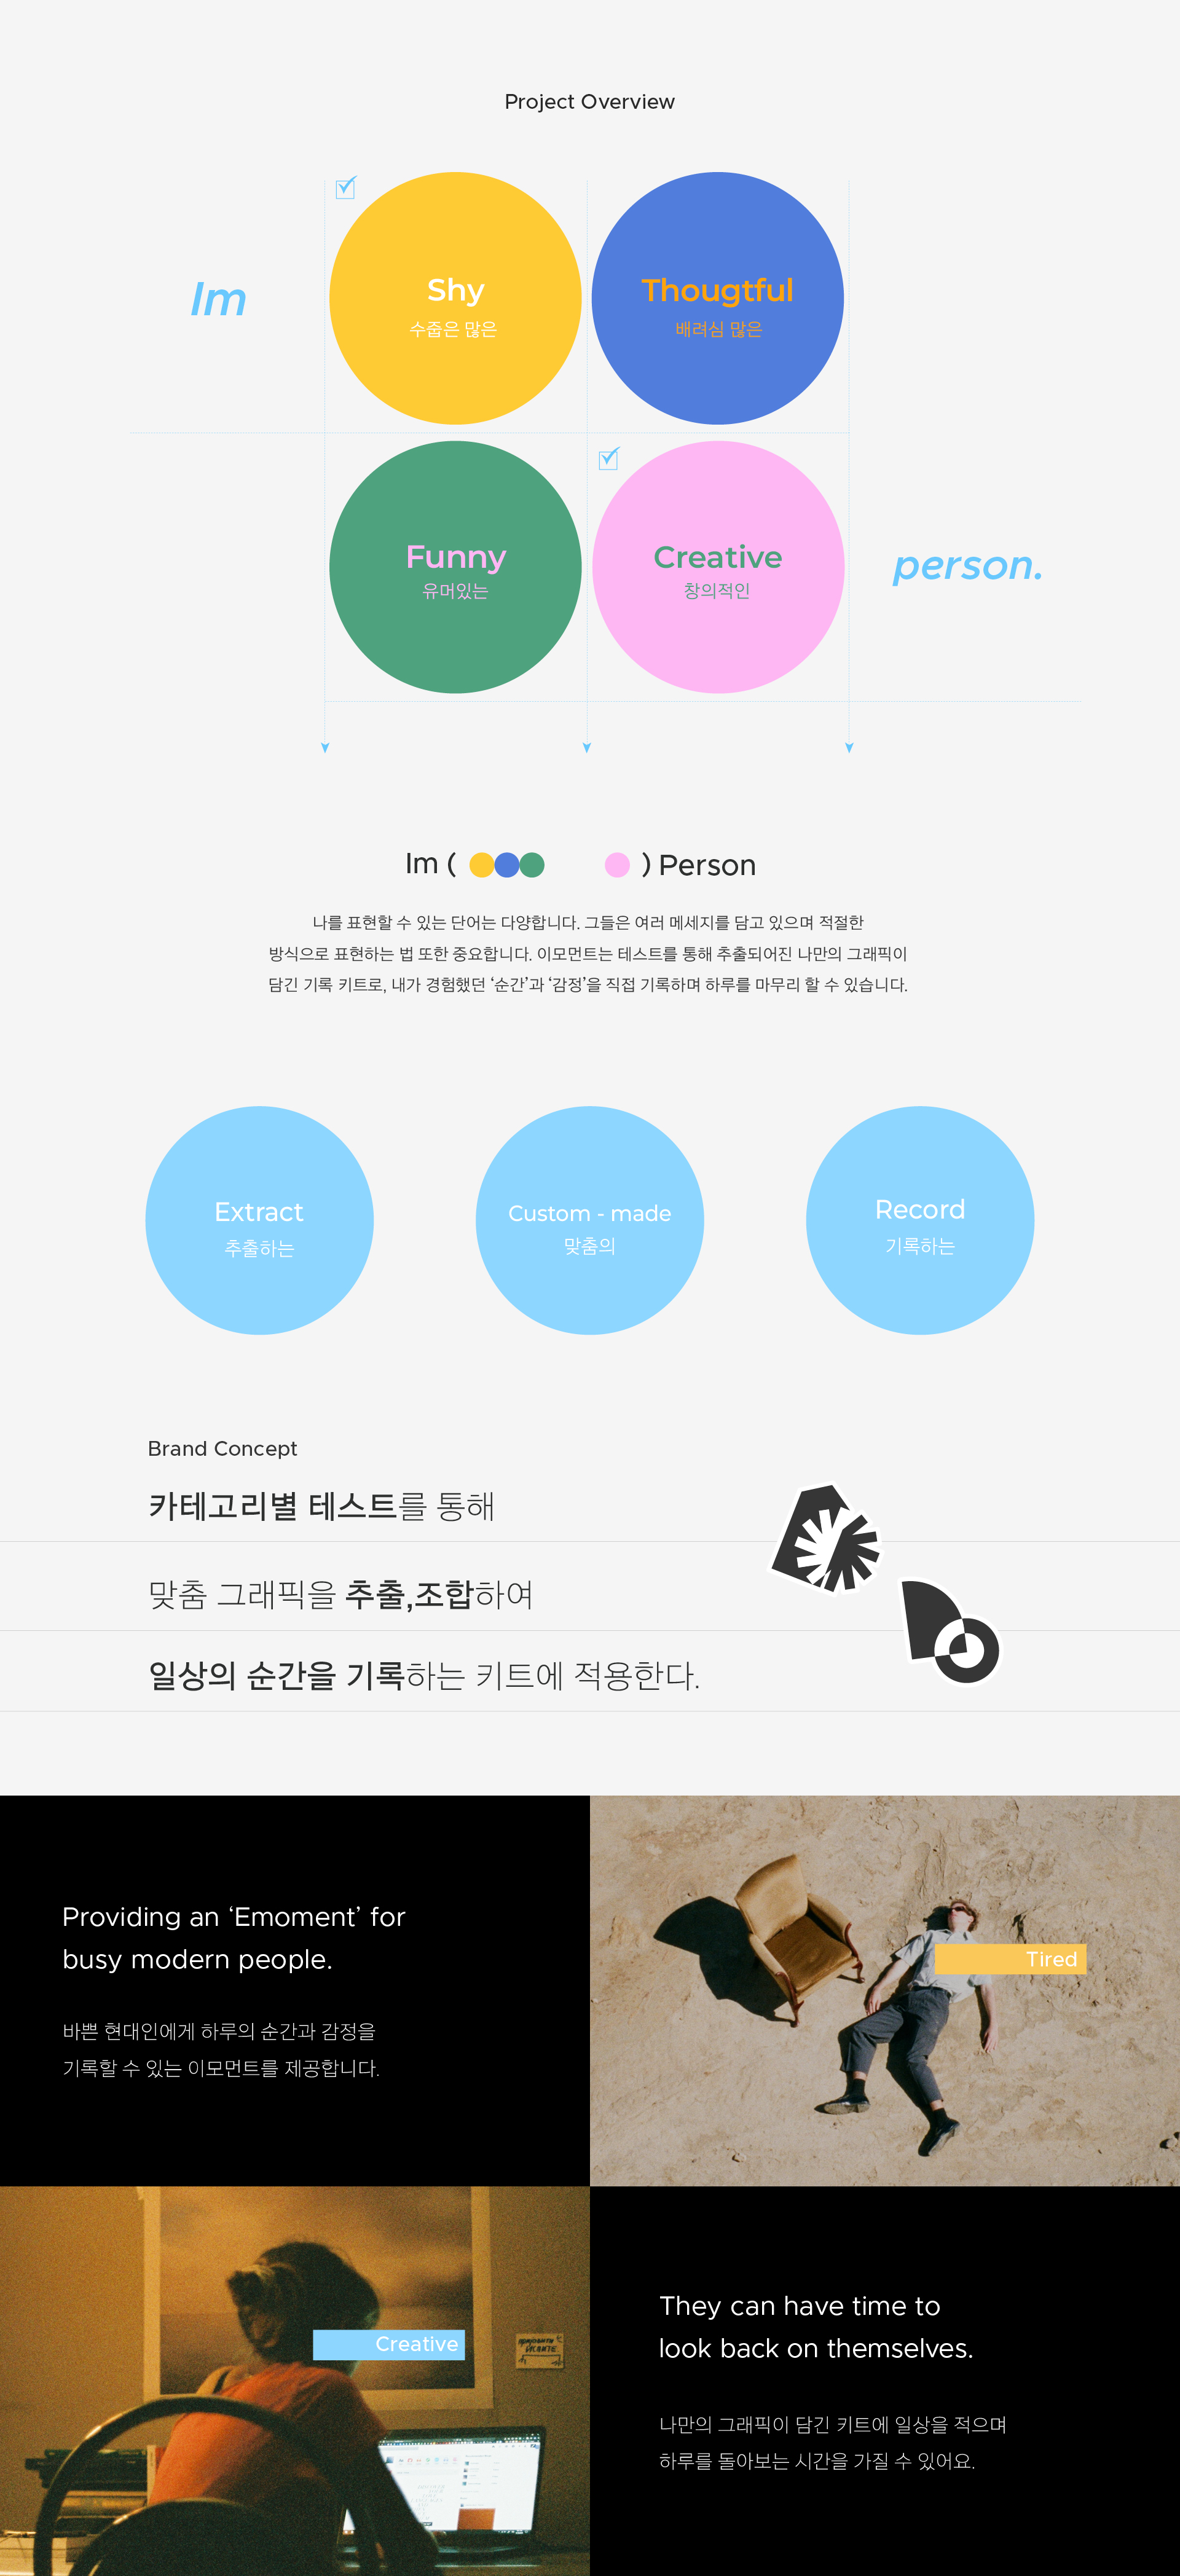 Project Overview
Im
Shy
수줍은 많은
Thougtful
배려심 많은
Funny
유머있는
Creative
창의적인
person.
Im ( ) Person
나를 표현할 수 있는 단어는 다양합니다. 그들은 여러 메세지를 담고 있으며 적절한
방식으로 표현하는 법 또한 중요합니다. 이모먼트는 테스트를 통해 추출되어진 나만의 그래픽이
담긴 기록 키트로, 내가 경험했던 ‘순간’과 ‘감정’을 직접 기록하며 하루를 마무리 할 수 있습니다.
Extract
추출하는
Custom - made
맞춤의
Record
기록하는
Brand Concept
카테고리별 테스트를 통해
맞춤 그래픽을 추출,조합하여
일상의 순간을 기록하는 키트에 적용한다.
Providing an ‘Emoment’ for
busy modern people.
바쁜 현대인에게 하루의 순간과 감정을
기록할 수 있는 이모먼트를 제공합니다.
Tired
Creative
They can have time to
look back on themselves.
나만의 그래픽이 담긴 키트에 일상을 적으며
하루를 돌아보는 시간을 가질 수 있어요.